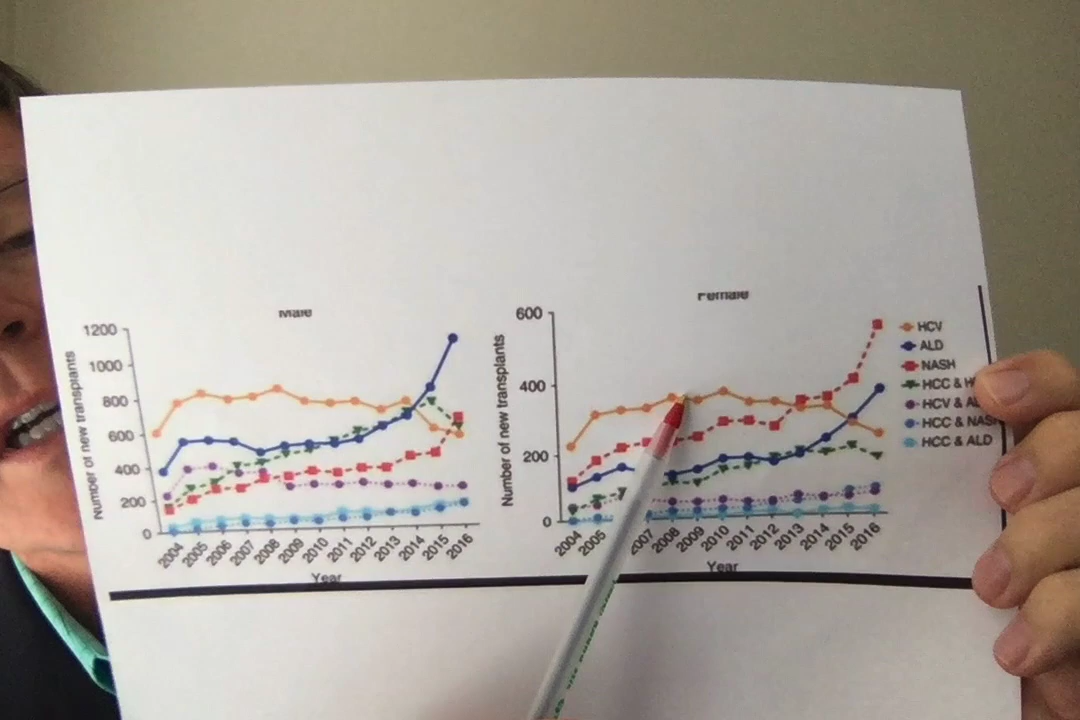 Male
1200
1000
800
600
400
200
0
Number of new transplants
2004 2005 2006 2007 2008 2009 2010 2011 2012 2013 2014 2015 2016
Year
Female
600
400
200
0
Number of new transplants
2004 2005 2007 2008 2009 2010 2011 2012 2013 2014 2015 2016
Year
HCV
ALD
NASH
HCC &
HCV &
HCC & NASH
HCC & ALD